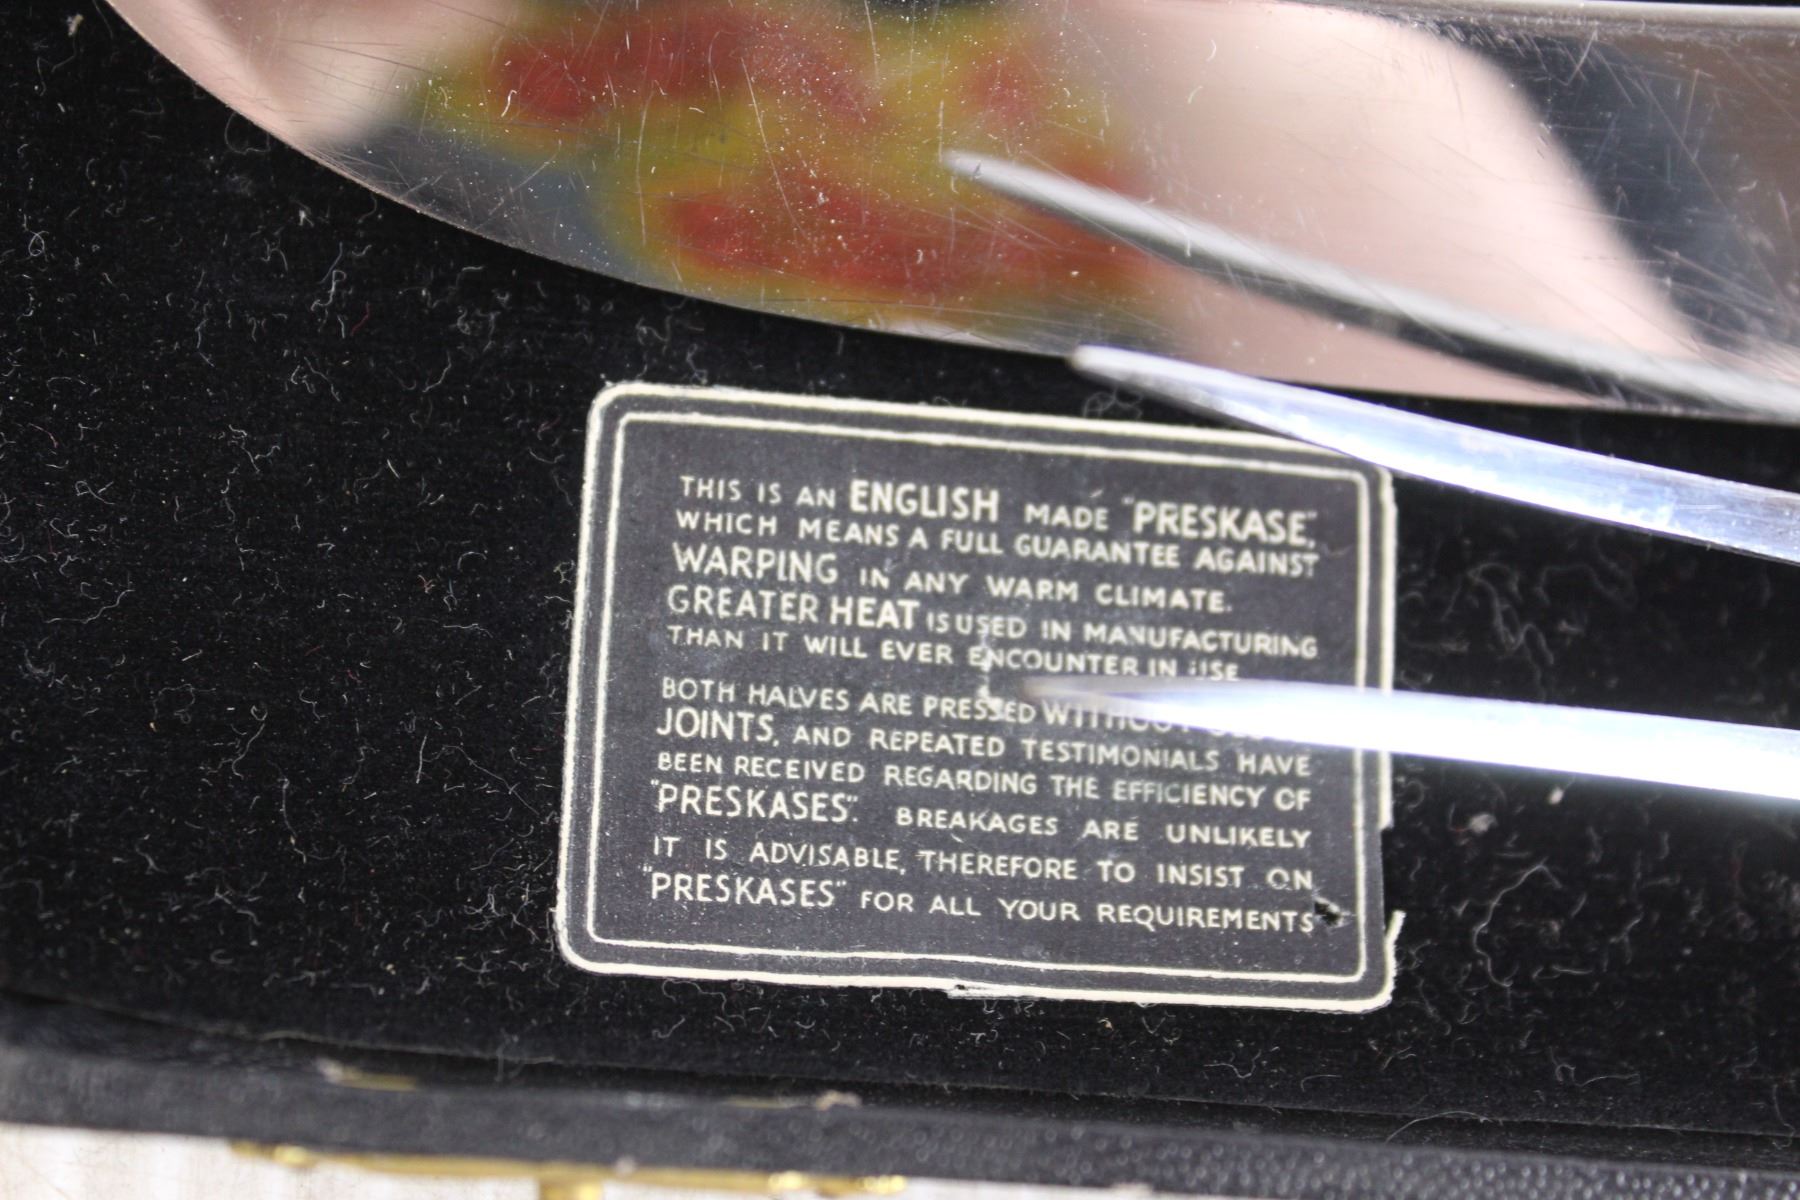 THIS IS AN ENGLISH MADE "PRESKASE",
WHICH MEANS A FULL GUARANTEE AGAINST
WARPING IN ANY WARM CLIMATE.
GREATER HEAT IS USED IN MANUFACTURING
THAN IT WILL EVER ENCOUNTER IN USE
BOTH HALVES ARE PRESSED WITHOUT
JOINTS, AND REPEATED TESTIMONIALS HAVE
BEEN RECEIVED REGARDING THE EFFICIENCY OF
"PRESKASES". BREAKAGES ARE UNLIKELY
IT IS ADVISABLE, THEREFORE TO INSIST ON
"PRESKASES" FOR ALL YOUR REQUIREMENTS